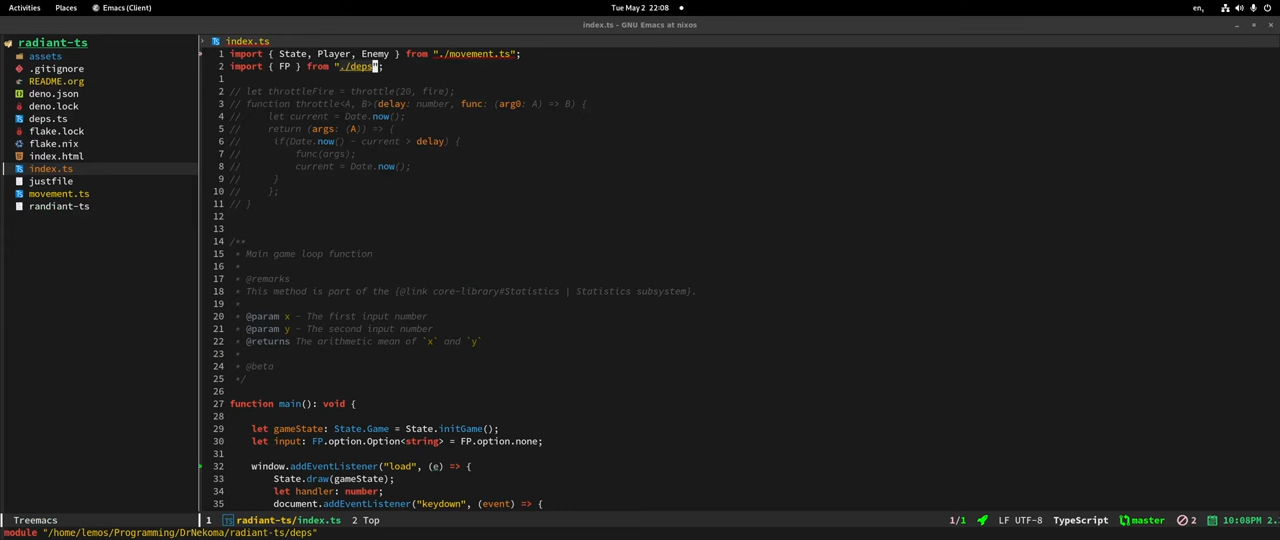 Activities Places Emacs (Client) Tue May 2 22:08 en,
index.ts - GNU Emacs at nixos
radiant-ts
assets
.gitignore
README.org
deno.json
deno.lock
deps.ts
flake.lock
flake.nix
index.html
index.ts
justfile
movement.ts
randiant-ts
index.ts
1 import { State, Player, Enemy } from "./movement.ts";
2 import { FP } from "./deps";
1
2 // let throttleFire = throttle(20, fire);
3 // function throttle<A, B>(delay: number, func: (arg0: A) => B) {
4 // let current = Date.now();
5 // return (args: (A)) => {
6 // if(Date.now() - current > delay) {
7 // func(args);
8 // current = Date.now();
9 // }
10 // };
11 // }
12
13
14 /**
15 * Main game loop function
16 *
17 * @remarks
18 * This method is part of the {@link core-library#Statistics | Statistics subsystem}.
19 *
20 * @param x - The first input number
21 * @param y - The second input number
22 * @returns The arithmetic mean of `x` and `y`
23 *
24 * @beta
25 */
26
27 function main(): void {
28
29 let gameState: State.Game = State.initGame();
30 let input: FP.option.Option<string> = FP.option.none;
31
32 window.addEventListener("load", (e) => {
33 State.draw(gameState);
34 let handler: number;
35 document.addEventListener("keydown", (event) => {
Treemacs 1 radiant-ts/index.ts 2 Top 1/1 LF UTF-8 TypeScript master 2 10:08PM 2.
module "/home/lemos/Programming/DrNekoma/radiant-ts/deps"